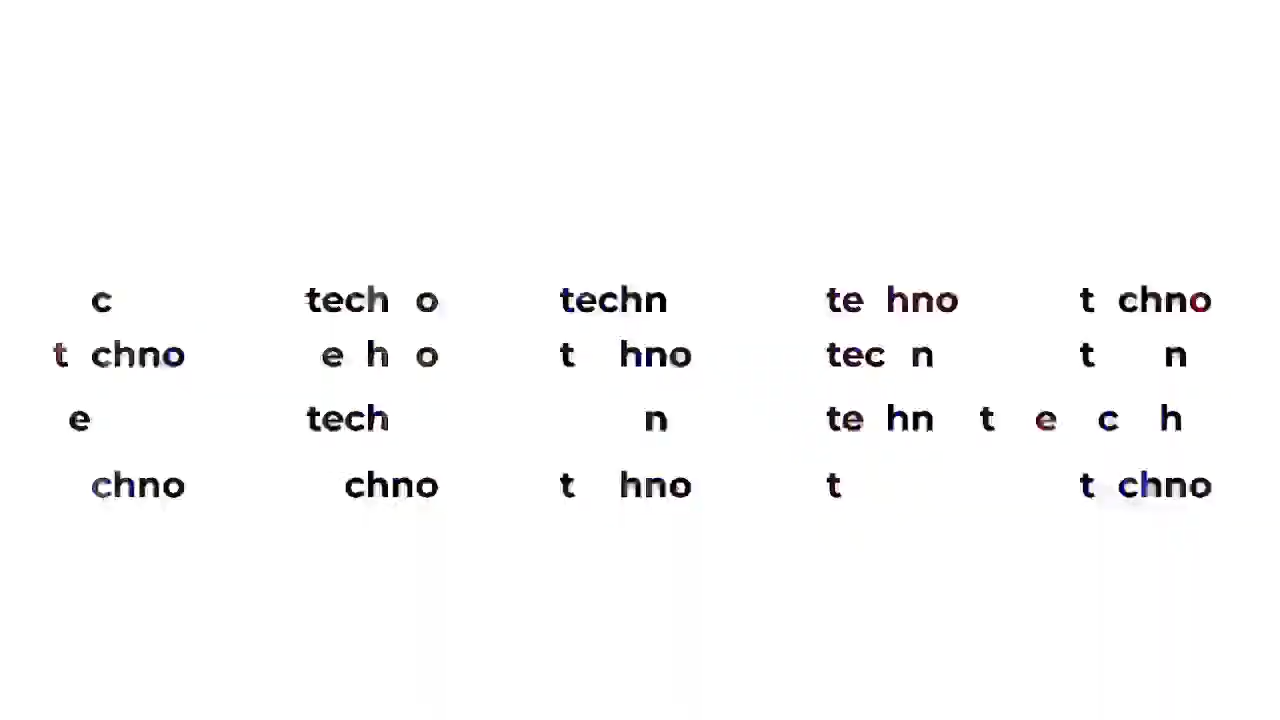 c tech o techn te hno t chno
t chno e h o t hno tec n t n
e tech n te hn t e c h
chno chno t hno t t chno